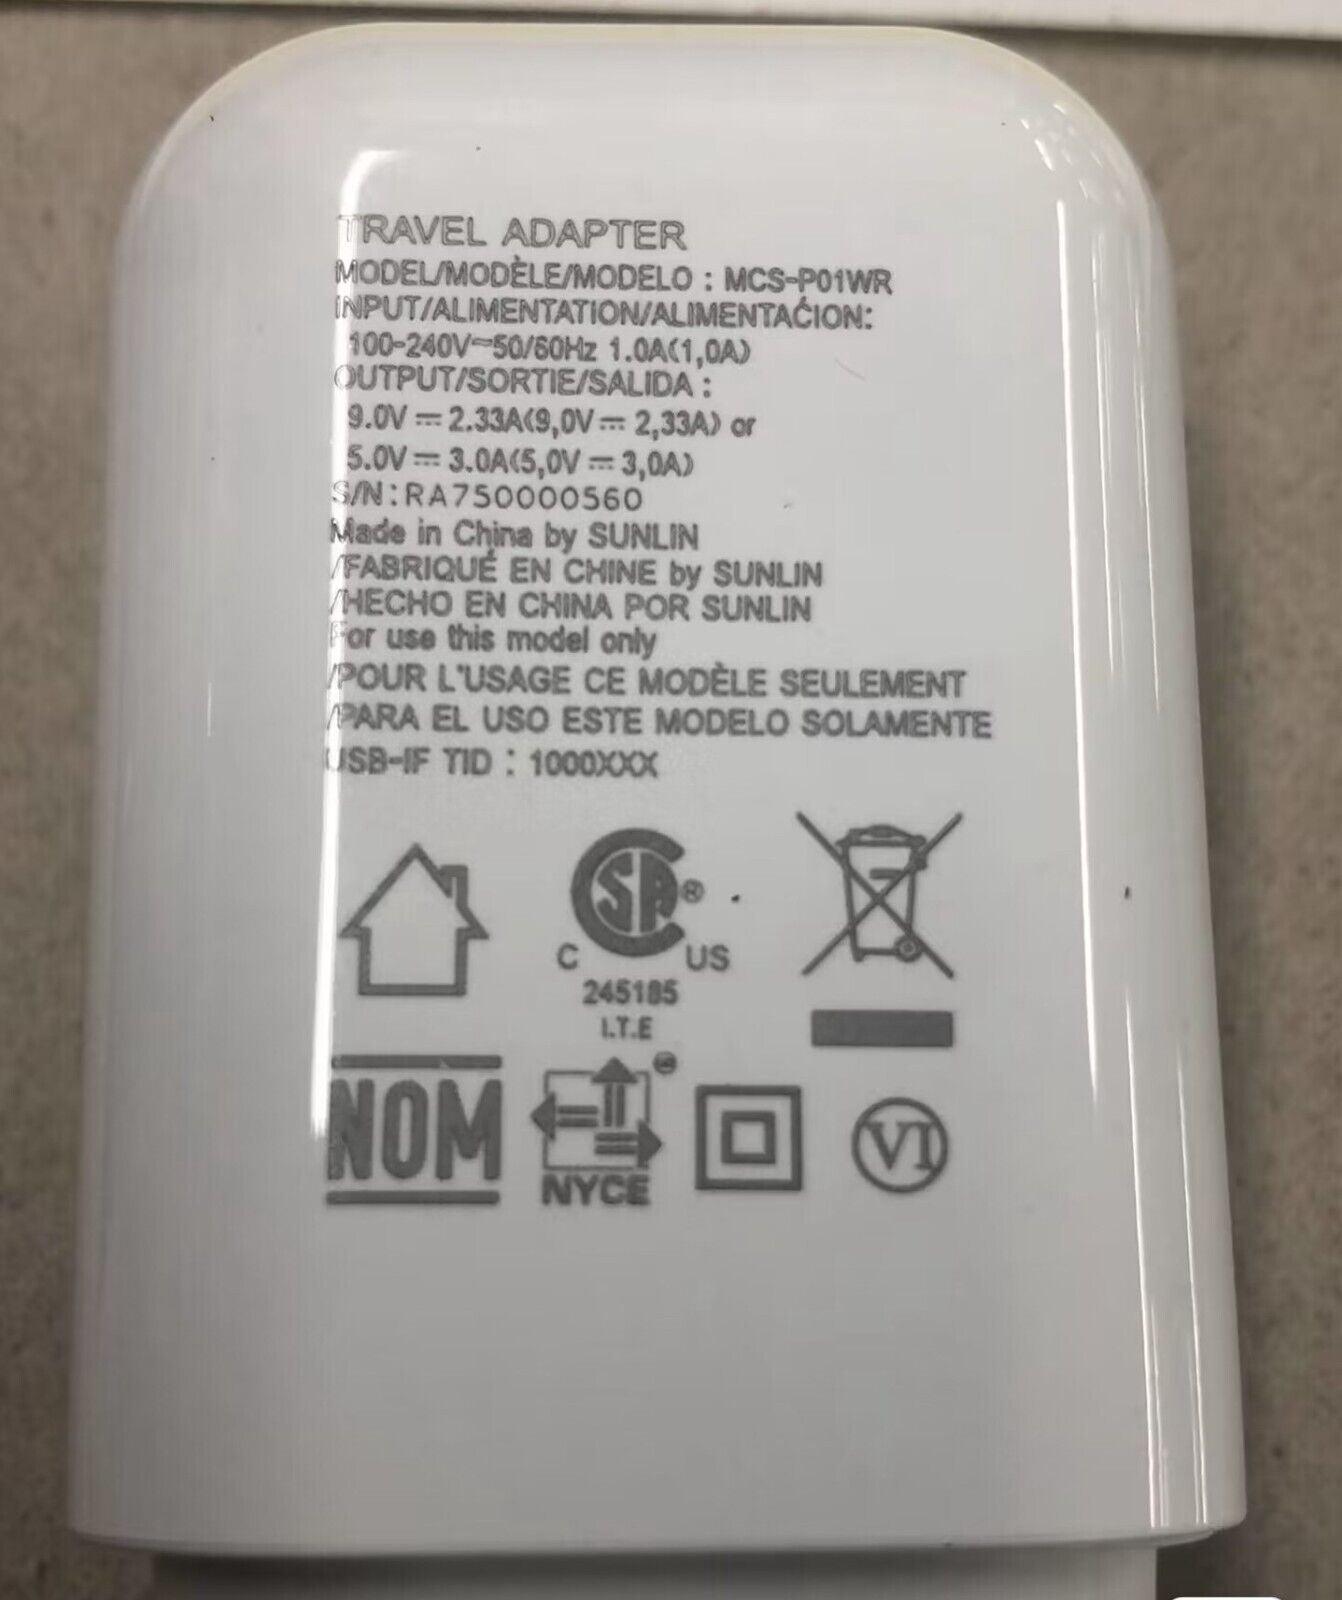 TRAVEL ADAPTER
MODEL/MODÈLE/MODELO : MCS-P01WR
INPUT/ALIMENTATION/ALIMENTAĆION:
100-240V~50/60Hz 1.0A(1,0A)
OUTPUT/SORTIE/SALIDA :
9.0V ⎓ 2.33A(9,0V ⎓ 2,33A) or
5.0V ⎓ 3.0A(5,0V ⎓ 3,0A)
S/N:RA750000560
Made in China by SUNLIN
/FABRIQUÉ EN CHINE by SUNLIN
/HECHO EN CHINA POR SUNLIN
For use this model only
/POUR L'USAGE CE MODÈLE SEULEMENT
/PARA EL USO ESTE MODELO SOLAMENTE
USB-IF TID : 1000XXX
SA®
C US
245185
I.T.E
NOM
NYCE
VI